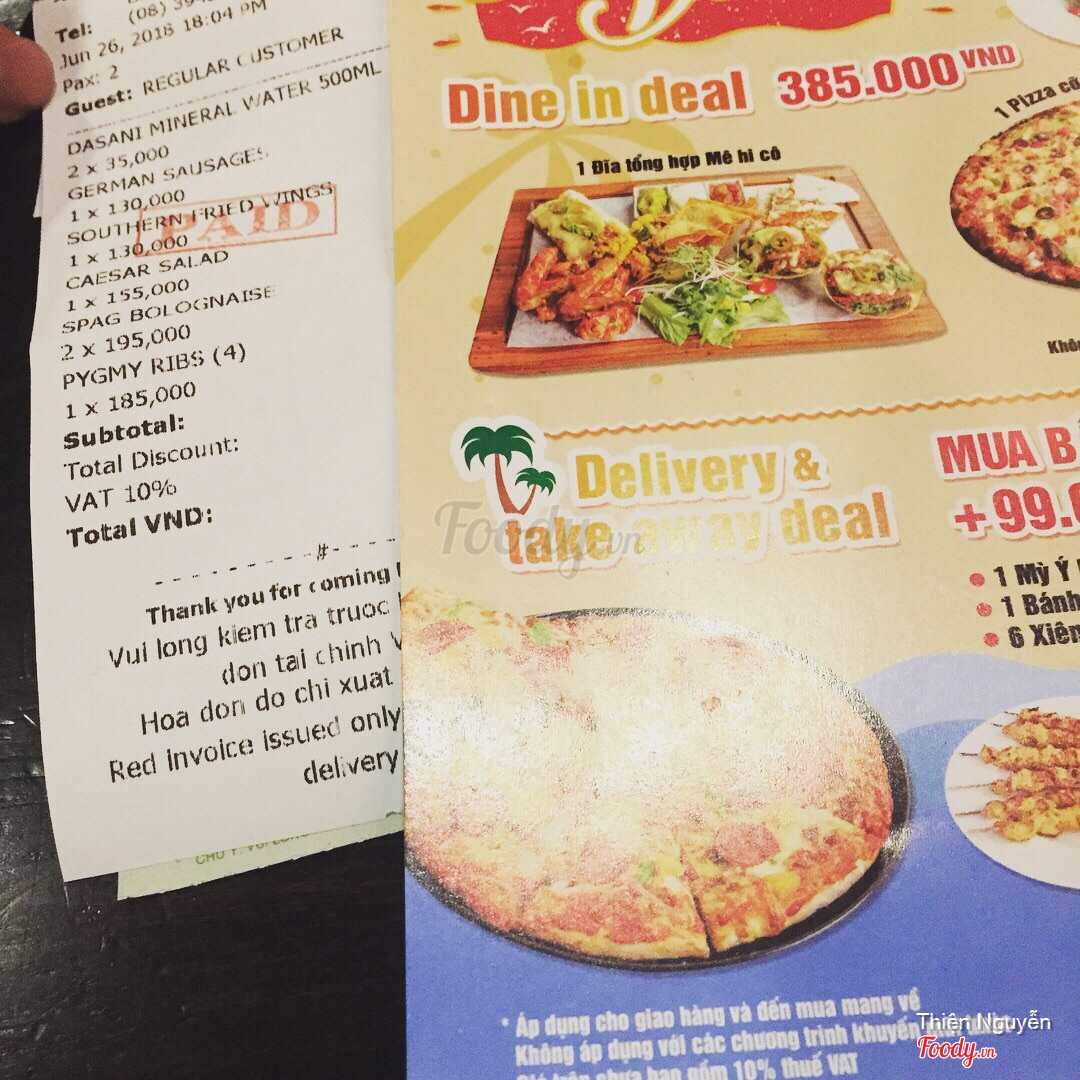 Tel:
Jun 26, 2018 18:04 PM
Pax: 2
Guest: REGULAR CUSTOMER
DASANI MINERAL WATER 500ML
2 x 35,000
GERMAN SAUSAGES
1 x 130,000
SOUTHERN FRIED WINGS
1 x 130,000
PAID
CAESAR SALAD
1 x 155,000
SPAG BOLOGNAISE
2 x 195,000
PYGMY RIBS (4)
1 x 185,000
Subtotal:
Total Discount:
VAT 10%
Total VND:
Thank you for coming
Vui long kiem tra truoc
don tai chinh
Hoa don do chi xuat
Red invoice issued only
delivery
Dine in deal 385.000 VND
1 Đĩa tổng hợp Mê hi cô
1 Pizza
Delivery &
take away deal
MUA
+99.
1 Mỳ Ý
1 Bánh
6 Xiên
* Áp dụng cho giao hàng và đến mua mang về
Không áp dụng với các chương trình
10% thuế VAT
Foody.vn
Thiên Nguyễn
Foody.vn